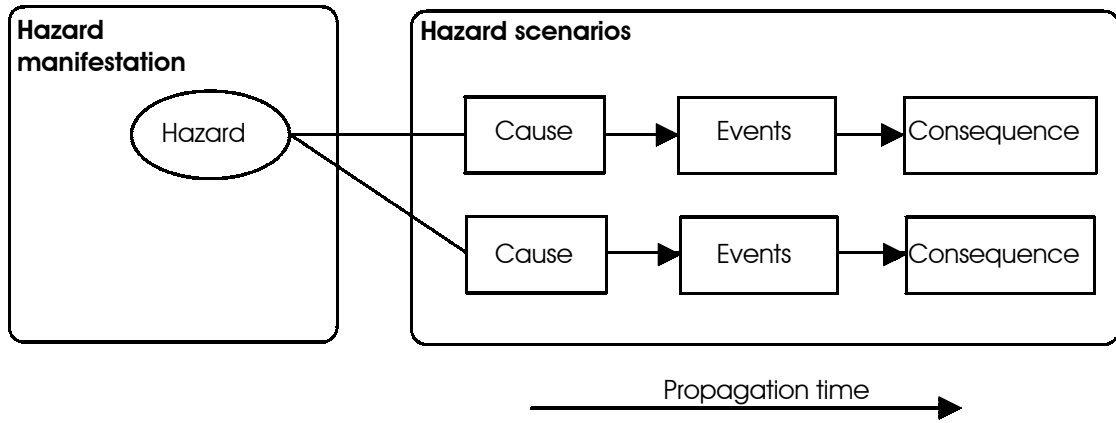 Hazard
manifestation
Hazard
Hazard scenarios
Cause
Events
Consequence
Cause
Events
Consequence
Propagation time